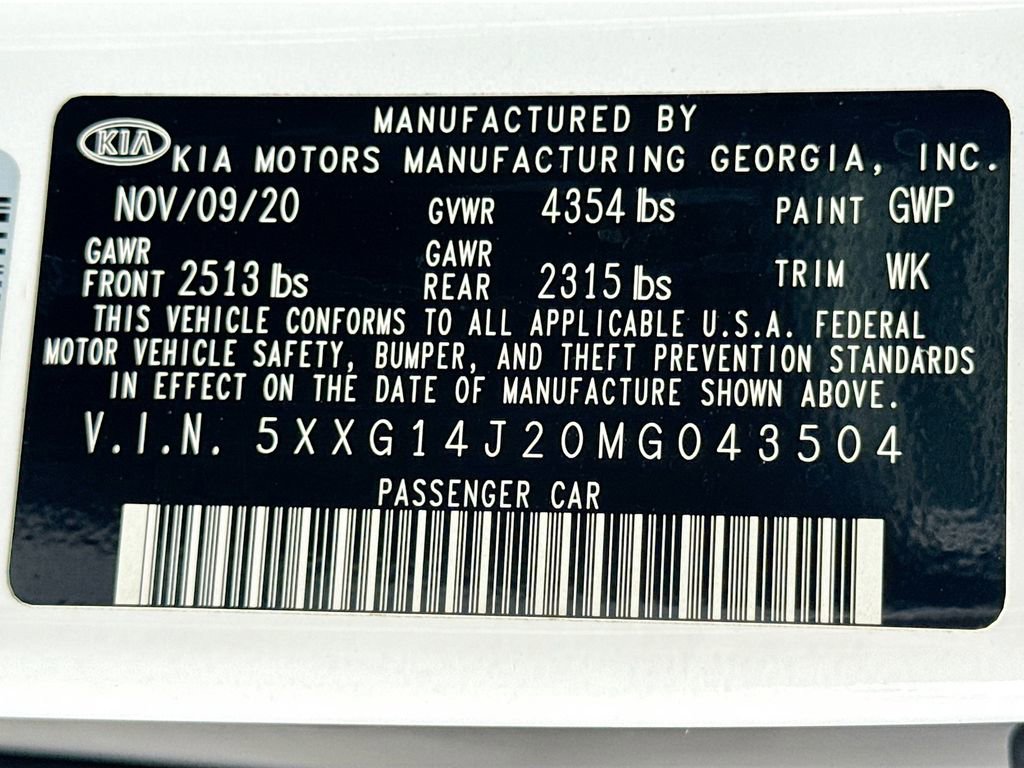 MANUFACTURED BY
KIA KIA MOTORS MANUFACTURING GEORGIA, INC.
NOV/09/20 GVWR 4354 lbs PAINT GWP
GAWR FRONT 2513 lbs GAWR REAR 2315 lbs TRIM WK
THIS VEHICLE CONFORMS TO ALL APPLICABLE U.S.A. FEDERAL
MOTOR VEHICLE SAFETY, BUMPER, AND THEFT PREVENTION STANDARDS
IN EFFECT ON THE DATE OF MANUFACTURE SHOWN ABOVE.
V.I.N. 5XXG14J20MG043504
PASSENGER CAR